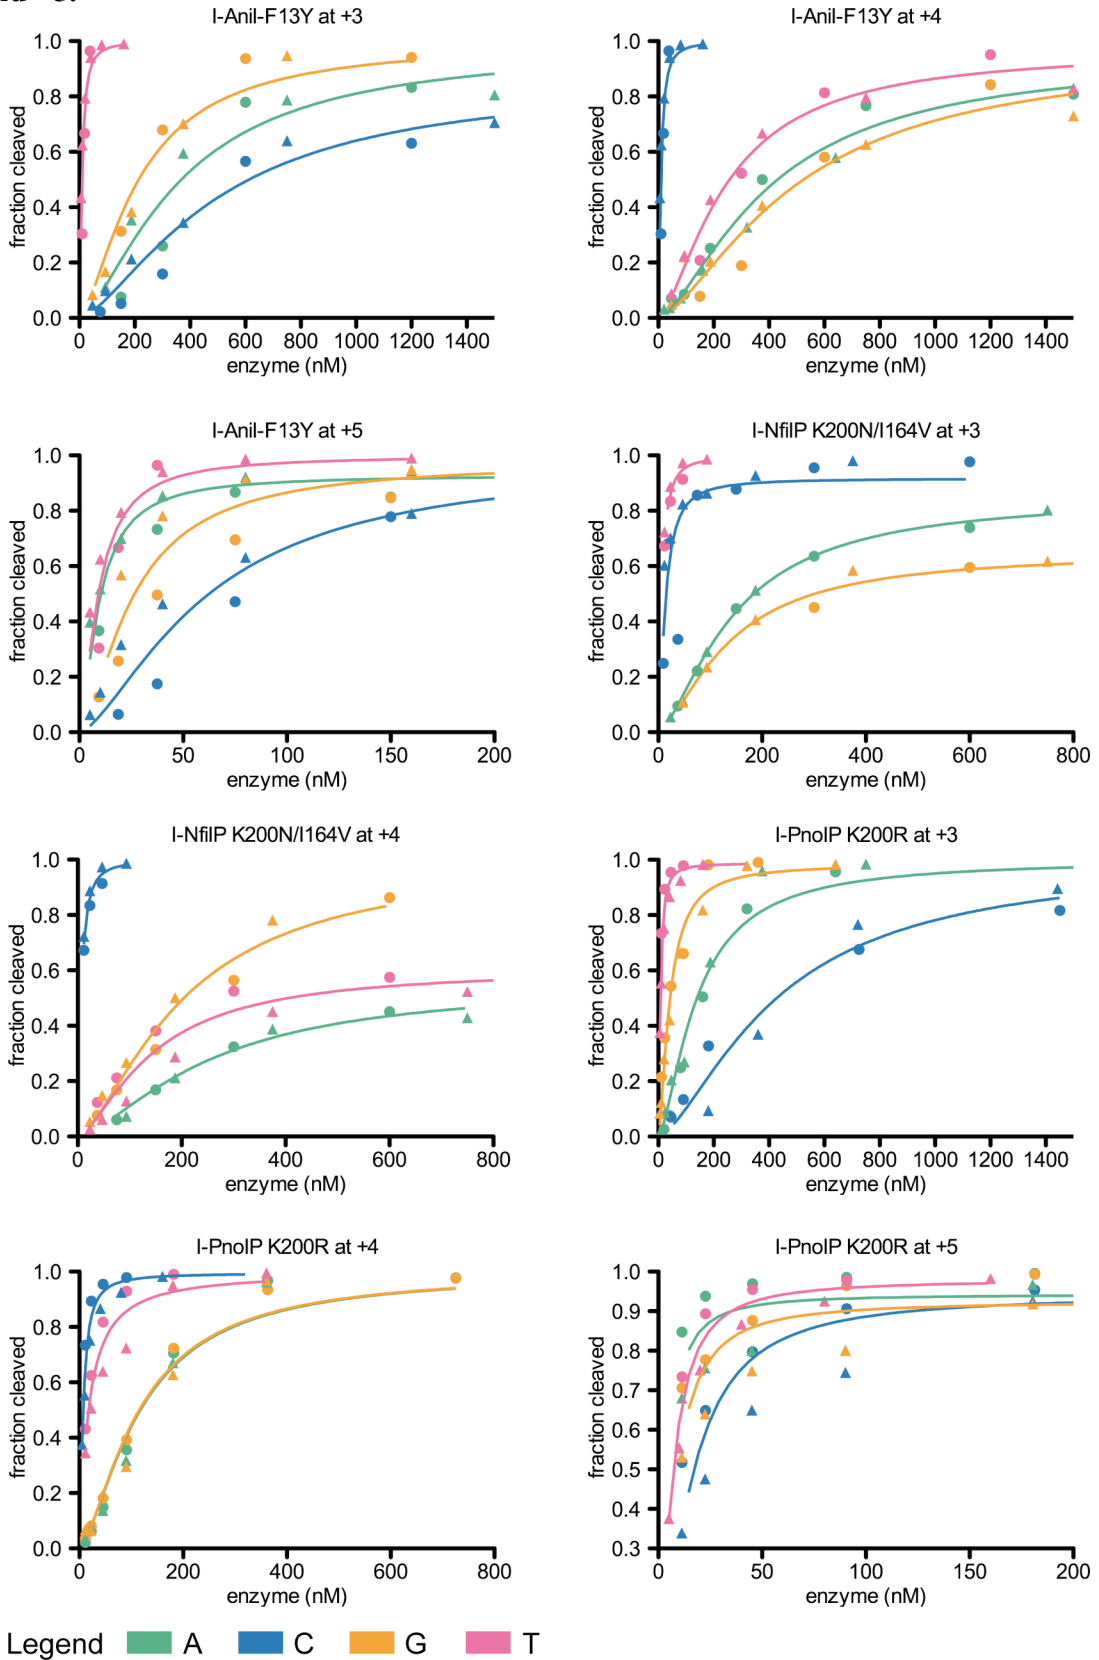 I-AniI-F13Y at +3
1.0
0.8
0.6
0.4
0.2
0.0
fraction cleaved
0 200 400 600 800 1000 1200 1400
enzyme (nM)
I-AniI-F13Y at +4
1.0
0.8
0.6
0.4
0.2
0.0
fraction cleaved
0 200 400 600 800 1000 1200 1400
enzyme (nM)
I-AniI-F13Y at +5
1.0
0.8
0.6
0.4
0.2
0.0
fraction cleaved
0 50 100 150 200
enzyme (nM)
I-NfiIP K200N/I164V at +3
1.0
0.8
0.6
0.4
0.2
0.0
fraction cleaved
0 200 400 600 800
enzyme (nM)
I-NfiIP K200N/I164V at +4
1.0
0.8
0.6
0.4
0.2
0.0
fraction cleaved
0 200 400 600 800
enzyme (nM)
I-PnoIP K200R at +3
1.0
0.8
0.6
0.4
0.2
0.0
fraction cleaved
0 200 400 600 800 1000 1200 1400
enzyme (nM)
I-PnoIP K200R at +4
1.0
0.8
0.6
0.4
0.2
0.0
fraction cleaved
0 200 400 600 800
enzyme (nM)
I-PnoIP K200R at +5
1.0
0.9
0.8
0.7
0.6
0.5
0.4
0.3
fraction cleaved
0 50 100 150 200
enzyme (nM)
Legend A C G T